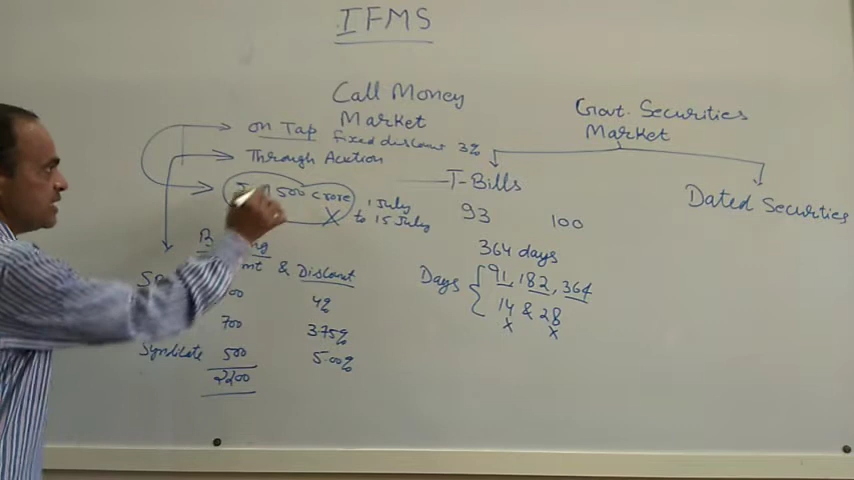 IFMS
Call Money
Market
Govt. Securities
Market
on Tap Fixed discount 3%
Through Auction
500 Crore
X
1 July
to 15 July
T-Bills
Dated Securities
93
100
364 days
Days
91, 182, 364
14 & 28
X X
& Discount
4%
700 3.75%
Syndicate 500 5.00%
2200